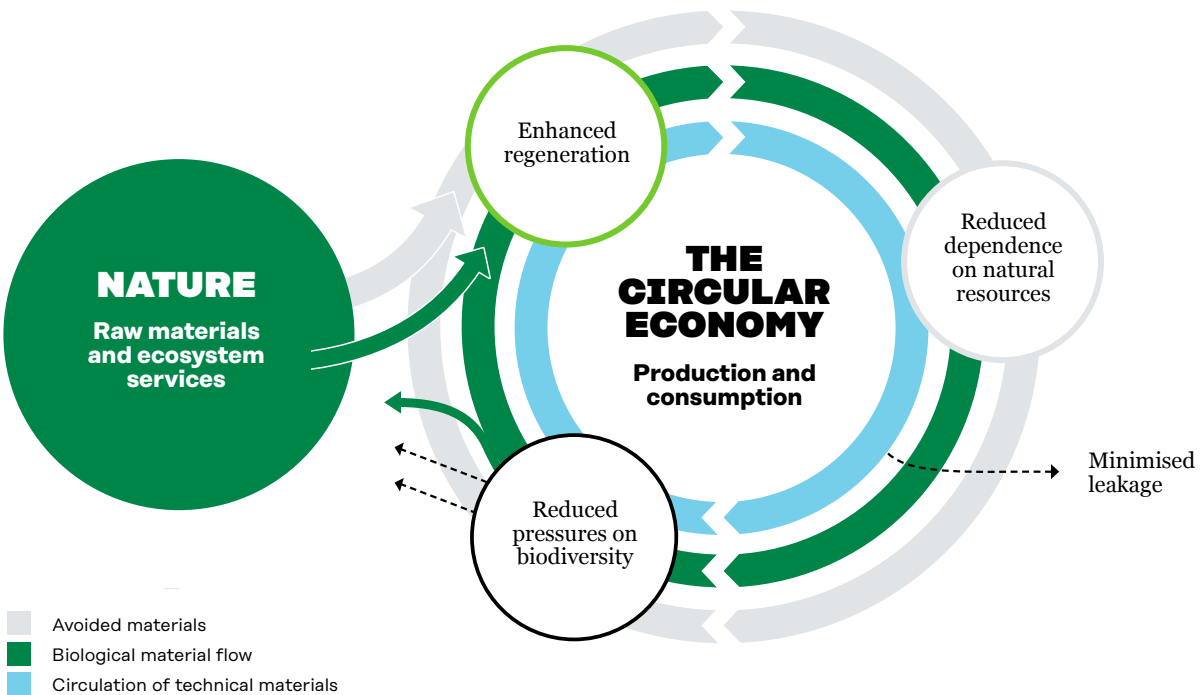 Enhanced
regeneration
NATURE
Raw materials
and ecosystem
services
THE
CIRCULAR
ECONOMY
Production and
consumption
Reduced
dependence
on natural
resources
Minimised
leakage
Reduced
pressures on
biodiversity
Avoided materials
Biological material flow
Circulation of technical materials